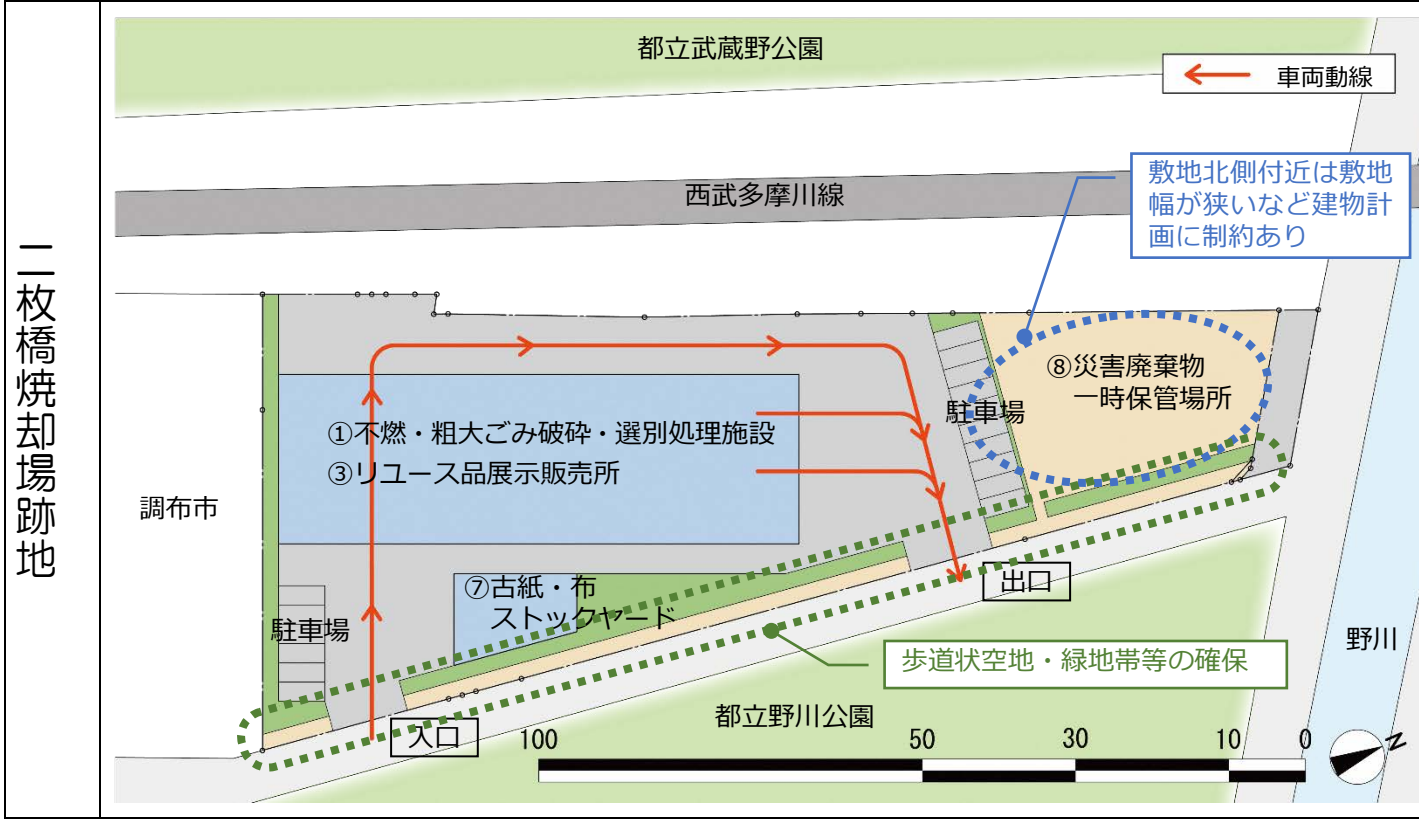 二枚橋焼却場跡地
都立武蔵野公園
車両動線
西武多摩川線
敷地北側付近は敷地
幅が狭いなど建物計
画に制約あり
⑧災害廃棄物
一時保管場所
駐車場
①不燃・粗大ごみ破砕・選別処理施設
③リユース品展示販売所
調布市
⑦古紙・布
ストックヤード
出口
駐車場
野川
歩道状空地・緑地帯等の確保
都立野川公園
入口
100 50 30 10 0
N